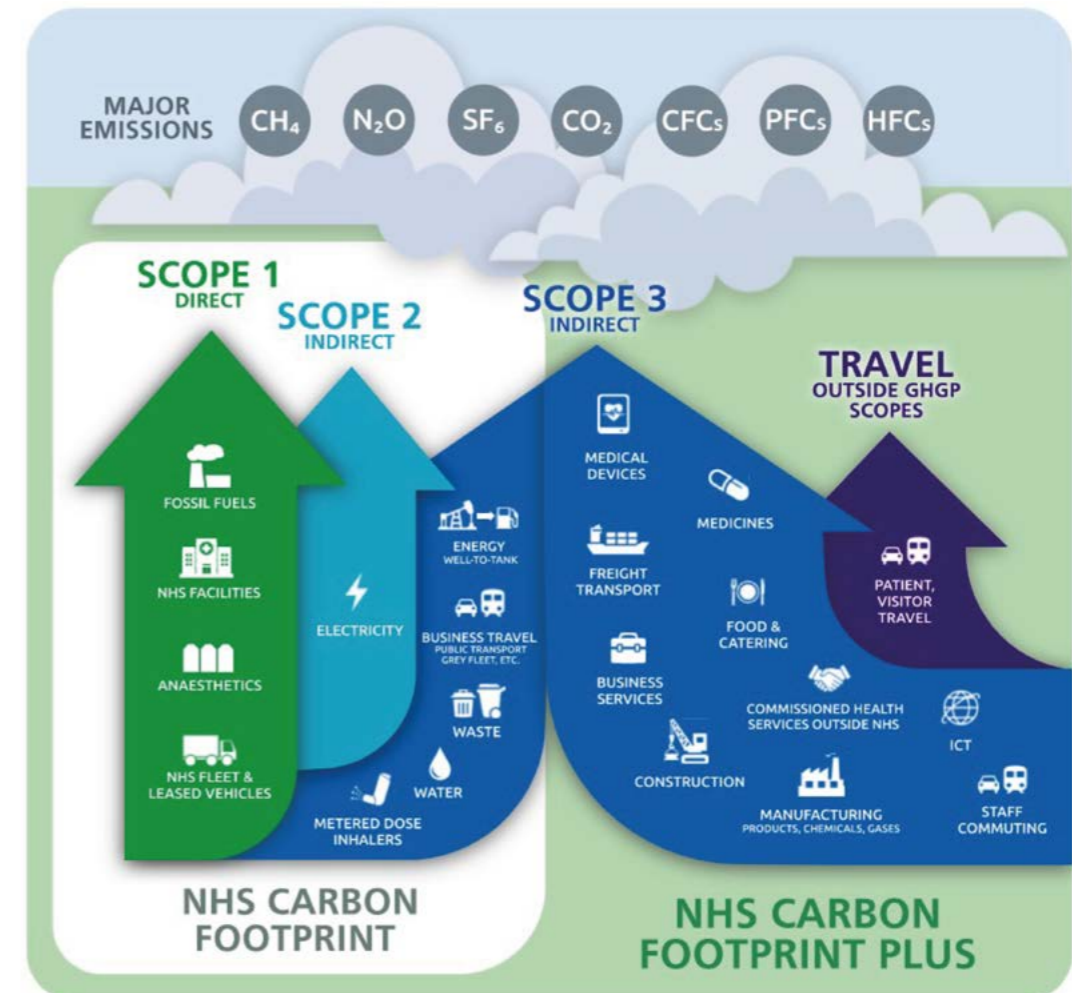 MAJOR
EMISSIONS
CH₄
N₂O
SF₆
CO₂
CFCs
PFCs
HFCs
SCOPE 1
DIRECT
FOSSIL FUELS
NHS FACILITIES
ANAESTHETICS
NHS FLEET &
LEASED VEHICLES
SCOPE 2
INDIRECT
ELECTRICITY
SCOPE 3
INDIRECT
ENERGY
WELL-TO-TANK
BUSINESS TRAVEL
PUBLIC TRANSPORT
GREY FLEET, ETC.
WASTE
WATER
METERED DOSE
INHALERS
MEDICAL
DEVICES
MEDICINES
FREIGHT
TRANSPORT
FOOD &
CATERING
BUSINESS
SERVICES
COMMISSIONED HEALTH
SERVICES OUTSIDE NHS
ICT
CONSTRUCTION
MANUFACTURING
PRODUCTS, CHEMICALS, GASES
STAFF
COMMUTING
TRAVEL
OUTSIDE GHGP
SCOPES
PATIENT,
VISITOR
TRAVEL
NHS CARBON
FOOTPRINT
NHS CARBON
FOOTPRINT PLUS